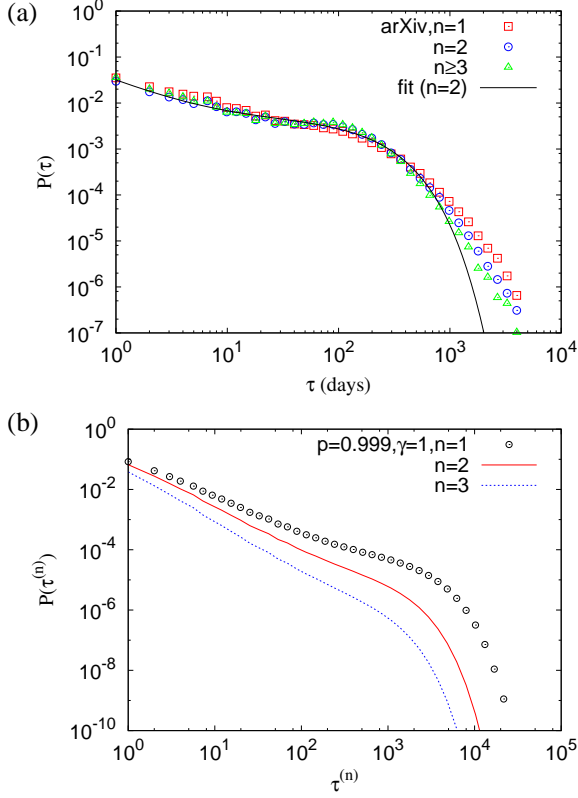 (a)
10^0
10^-1
10^-2
10^-3
10^-4
10^-5
10^-6
10^-7
P(τ)
arXiv,n=1
n=2
n≥3
fit (n=2)
10^0 10^1 10^2 10^3 10^4
τ (days)
(b)
10^0
10^-2
10^-4
10^-6
10^-8
10^-10
P(τ^(n))
p=0.999,γ=1,n=1
n=2
n=3
10^0 10^1 10^2 10^3 10^4 10^5
τ^(n)